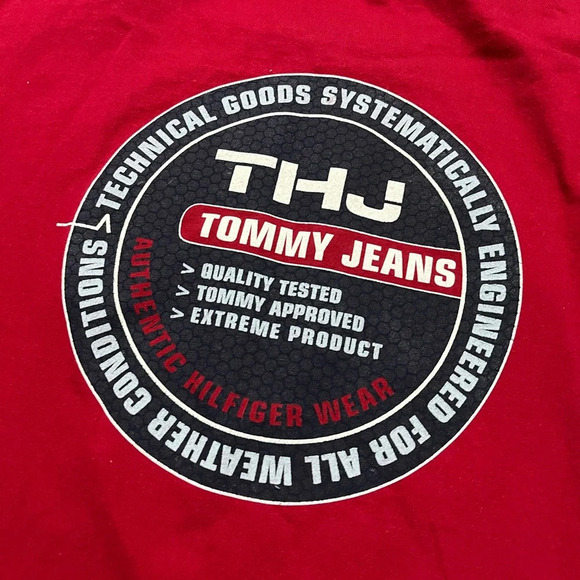 > TECHNICAL GOODS SYSTEMATICALLY ENGINEERED FOR ALL WEATHER CONDITIONS
THJ
TOMMY JEANS
> QUALITY TESTED
> TOMMY APPROVED
> EXTREME PRODUCT
AUTHENTIC HILFIGER WEAR